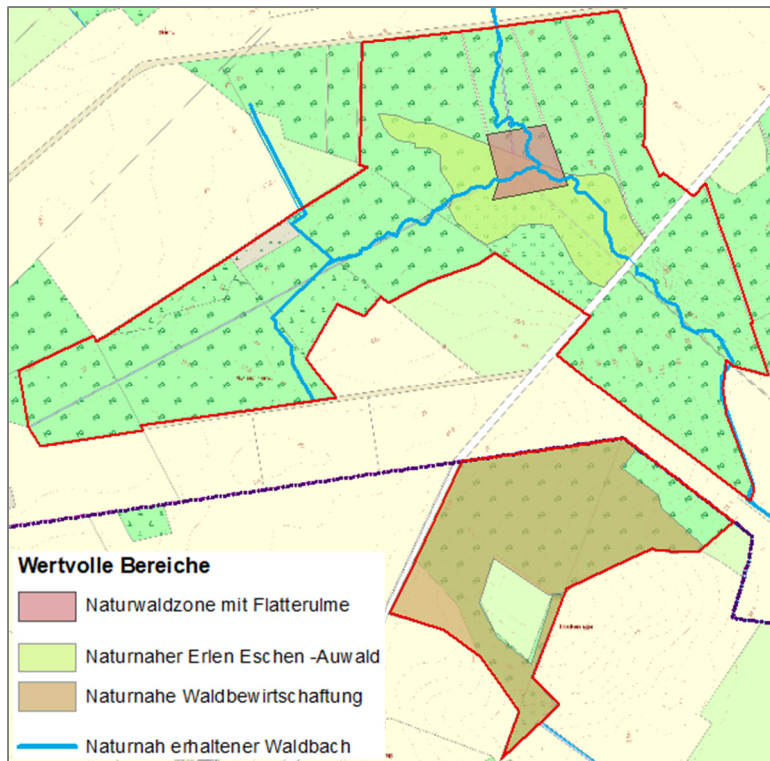 Wertvolle Bereiche
Naturwaldzone mit Flatterulme
Naturnaher Erlen Eschen -Auwald
Naturnahe Waldbewirtschaftung
Naturnah erhaltener Waldbach